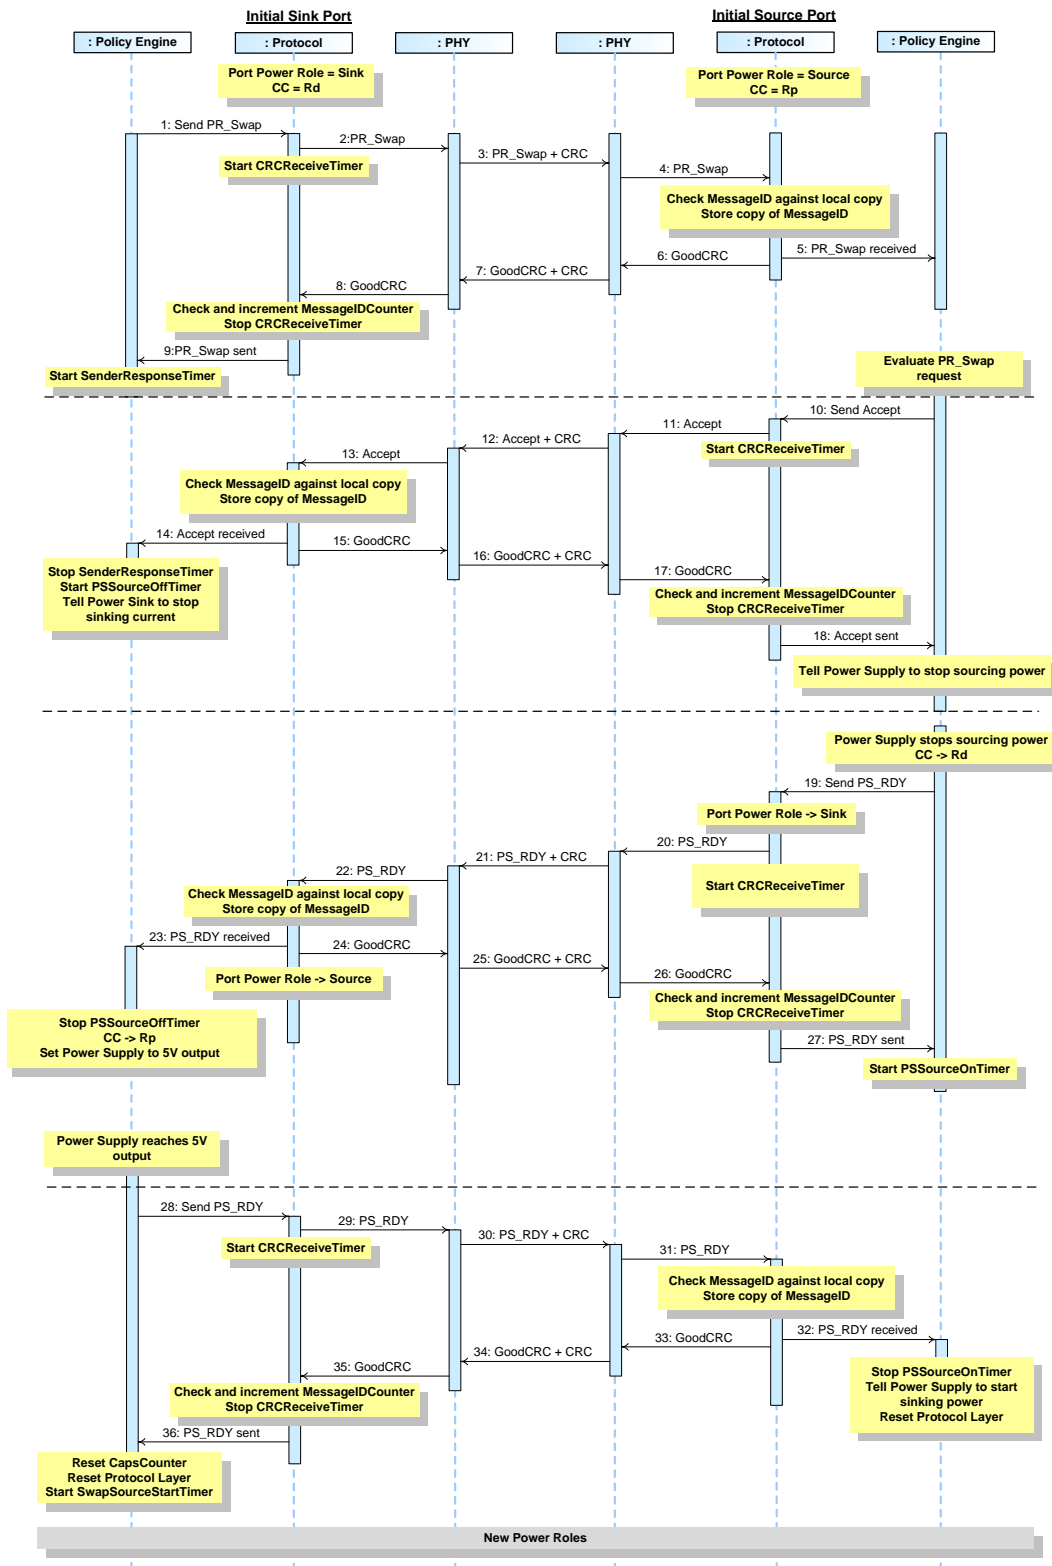 Initial Sink Port
Initial Source Port
: Policy Engine
: Protocol
: PHY
: PHY
: Protocol
: Policy Engine
Port Power Role = Sink
CC = Rd
Port Power Role = Source
CC = Rp
1: Send PR_Swap
2:PR_Swap
Start CRCReceiveTimer
3: PR_Swap + CRC
4: PR_Swap
Check MessageID against local copy
Store copy of MessageID
5: PR_Swap received
6: GoodCRC
7: GoodCRC + CRC
8: GoodCRC
Check and increment MessageIDCounter
Stop CRCReceiveTimer
9:PR_Swap sent
Start SenderResponseTimer
Evaluate PR_Swap
request
10: Send Accept
11: Accept
Start CRCReceiveTimer
12: Accept + CRC
13: Accept
Check MessageID against local copy
Store copy of MessageID
14: Accept received
15: GoodCRC
Stop SenderResponseTimer
Start PSSourceOffTimer
Tell Power Sink to stop
sinking current
16: GoodCRC + CRC
17: GoodCRC
Check and increment MessageIDCounter
Stop CRCReceiveTimer
18: Accept sent
Tell Power Supply to stop sourcing power
Power Supply stops sourcing power
CC -> Rd
19: Send PS_RDY
Port Power Role -> Sink
20: PS_RDY
Start CRCReceiveTimer
21: PS_RDY + CRC
22: PS_RDY
Check MessageID against local copy
Store copy of MessageID
23: PS_RDY received
24: GoodCRC
Port Power Role -> Source
25: GoodCRC + CRC
26: GoodCRC
Check and increment MessageIDCounter
Stop CRCReceiveTimer
Stop PSSourceOffTimer
CC -> Rp
Set Power Supply to 5V output
27: PS_RDY sent
Start PSSourceOnTimer
Power Supply reaches 5V
output
28: Send PS_RDY
29: PS_RDY
Start CRCReceiveTimer
30: PS_RDY + CRC
31: PS_RDY
Check MessageID against local copy
Store copy of MessageID
32: PS_RDY received
33: GoodCRC
34: GoodCRC + CRC
35: GoodCRC
Stop PSSourceOnTimer
Tell Power Supply to start
sinking power
Reset Protocol Layer
Check and increment MessageIDCounter
Stop CRCReceiveTimer
36: PS_RDY sent
Reset CapsCounter
Reset Protocol Layer
Start SwapSourceStartTimer
New Power Roles